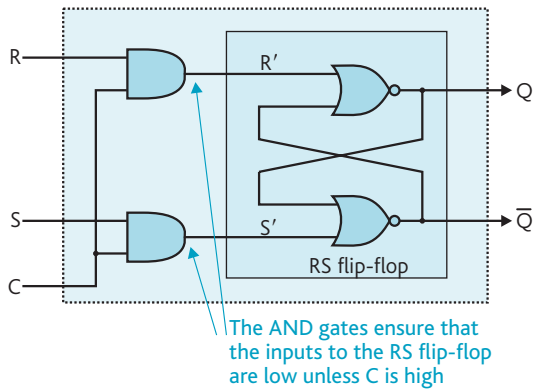 R
R′
Q
S
S′
Q̅
RS flip-flop
C
The AND gates ensure that
the inputs to the RS flip-flop
are low unless C is high